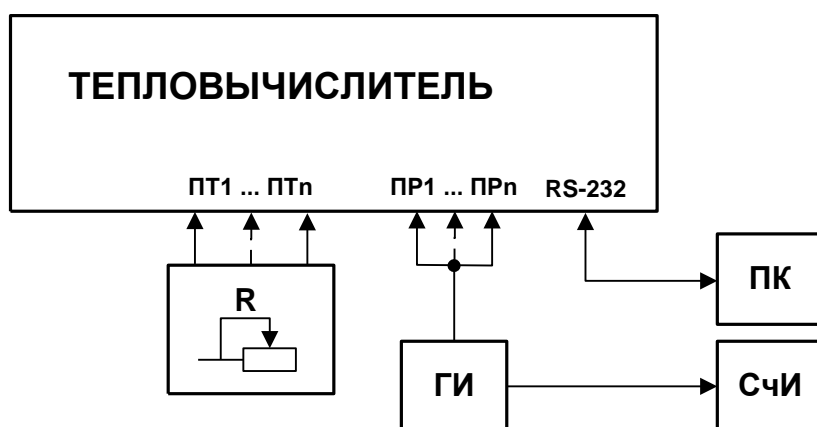 ТЕПЛОВЫЧИСЛИТЕЛЬ
ПТ1 ... ПТn ПР1 ... ПРn RS-232
ПК
R
ГИ
СчИ